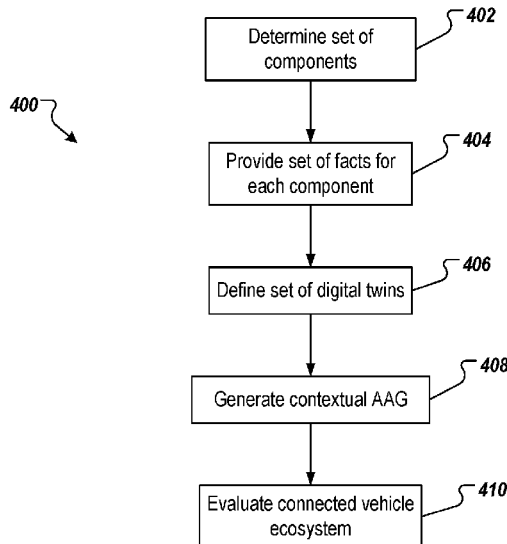 402
Determine set of
components
400
404
Provide set of facts for
each component
406
Define set of digital twins
408
Generate contextual AAG
410
Evaluate connected vehicle
ecosystem